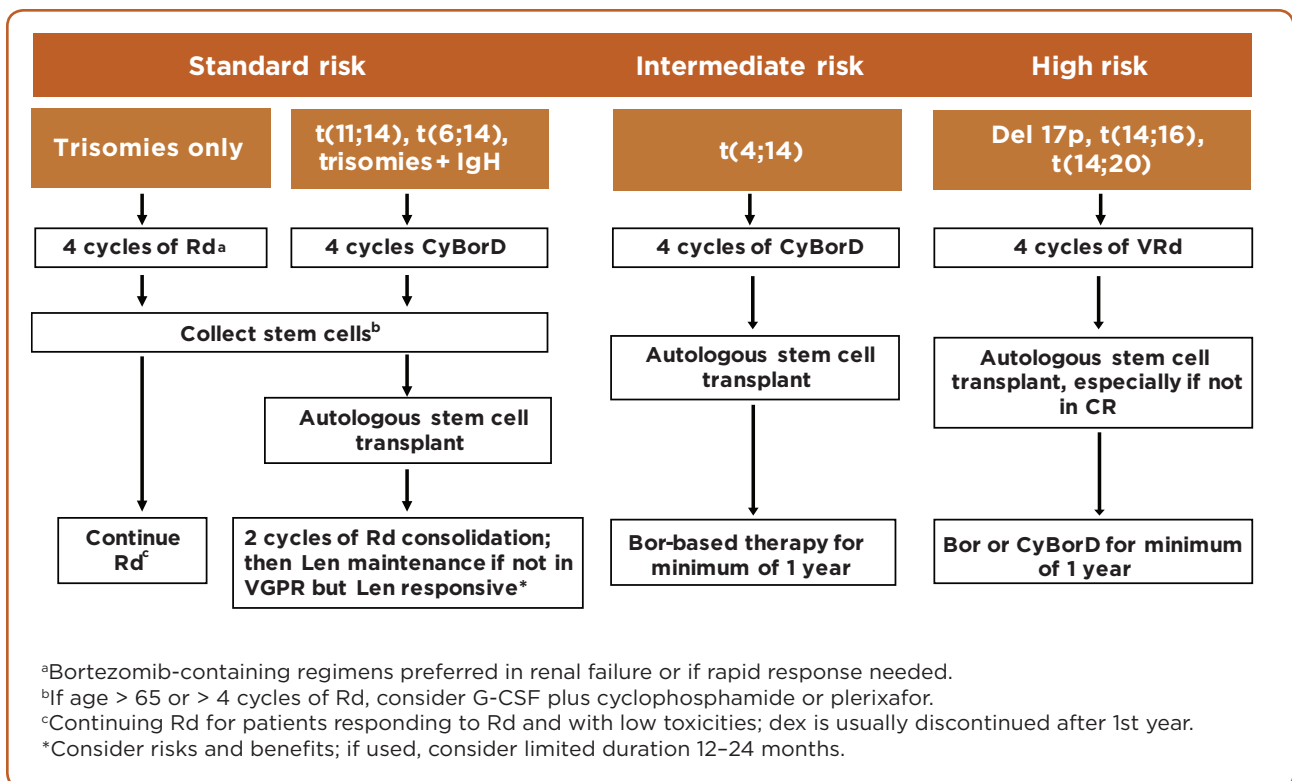 Standard risk
Intermediate risk
High risk
Trisomies only
t(11;14), t(6;14),
trisomies + IgH
t(4;14)
Del 17p, t(14;16),
t(14;20)
4 cycles of Rdᵃ
4 cycles CyBorD
4 cycles of CyBorD
4 cycles of VRd
Collect stem cellsᵇ
Autologous stem cell
transplant
Autologous stem cell
transplant
Autologous stem cell
transplant, especially if not
in CR
Continue
Rdᶜ
2 cycles of Rd consolidation;
then Len maintenance if not in
VGPR but Len responsive*
Bor-based therapy for
minimum of 1 year
Bor or CyBorD for minimum
of 1 year
ᵃBortezomib-containing regimens preferred in renal failure or if rapid response needed.
ᵇIf age > 65 or > 4 cycles of Rd, consider G-CSF plus cyclophosphamide or plerixafor.
ᶜContinuing Rd for patients responding to Rd and with low toxicities; dex is usually discontinued after 1st year.
*Consider risks and benefits; if used, consider limited duration 12–24 months.